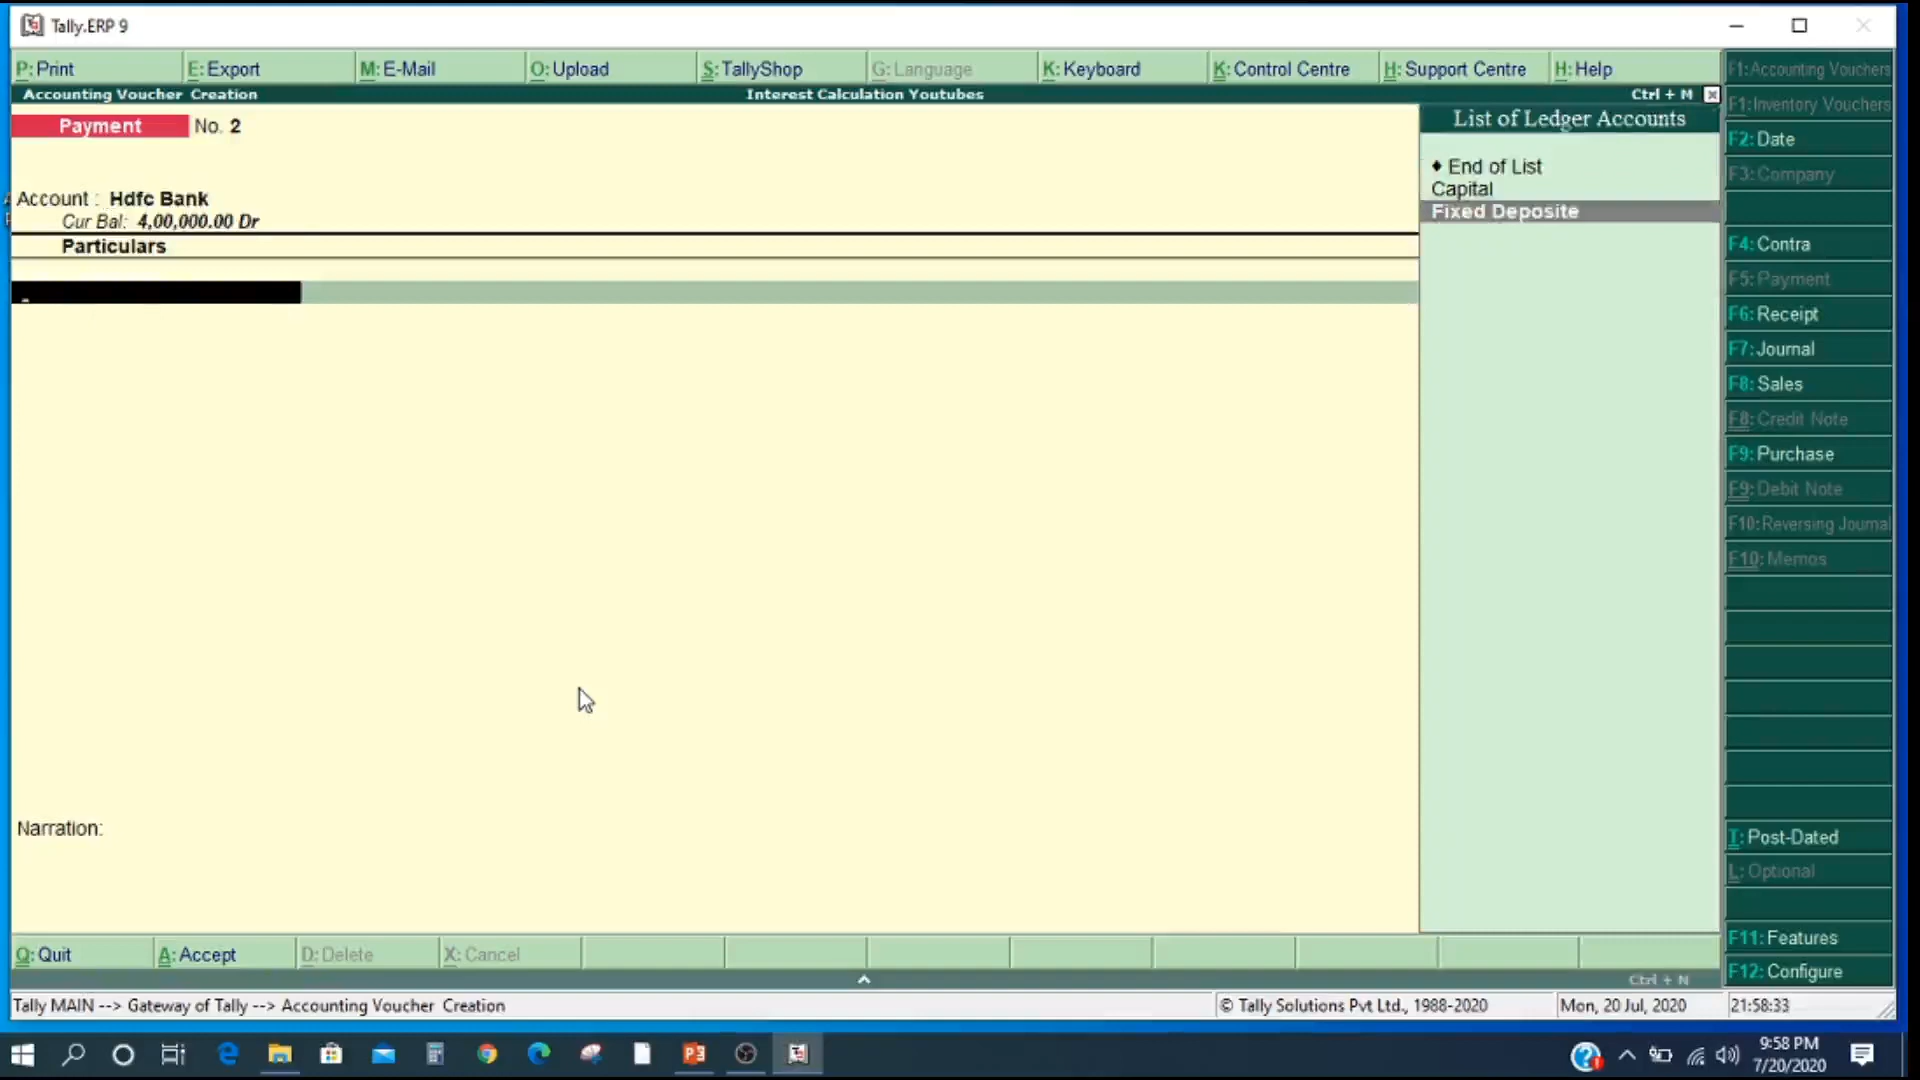 Tally.ERP 9
P: Print E: Export M: E-Mail O: Upload S: TallyShop G: Language K: Keyboard K: Control Centre H: Support Centre H: Help
Accounting Voucher Creation Interest Calculation Youtubes Ctrl + M
Payment No. 2
Account : Hdfc Bank
Cur Bal: 4,00,000.00 Dr
Particulars
Narration:
List of Ledger Accounts
♦ End of List
Capital
Fixed Deposite
F1: Accounting Vouchers
F1: Inventory Vouchers
F2: Date
F3: Company
F4: Contra
F5: Payment
F6: Receipt
F7: Journal
F8: Sales
F8: Credit Note
F9: Purchase
F9: Debit Note
F10: Reversing Journal
F10: Memos
T: Post-Dated
L: Optional
F11: Features
F12: Configure
Q: Quit A: Accept D: Delete X: Cancel
Ctrl + N
Tally MAIN --> Gateway of Tally --> Accounting Voucher Creation © Tally Solutions Pvt Ltd., 1988-2020 Mon, 20 Jul, 2020 21:58:33
9:58 PM
7/20/2020